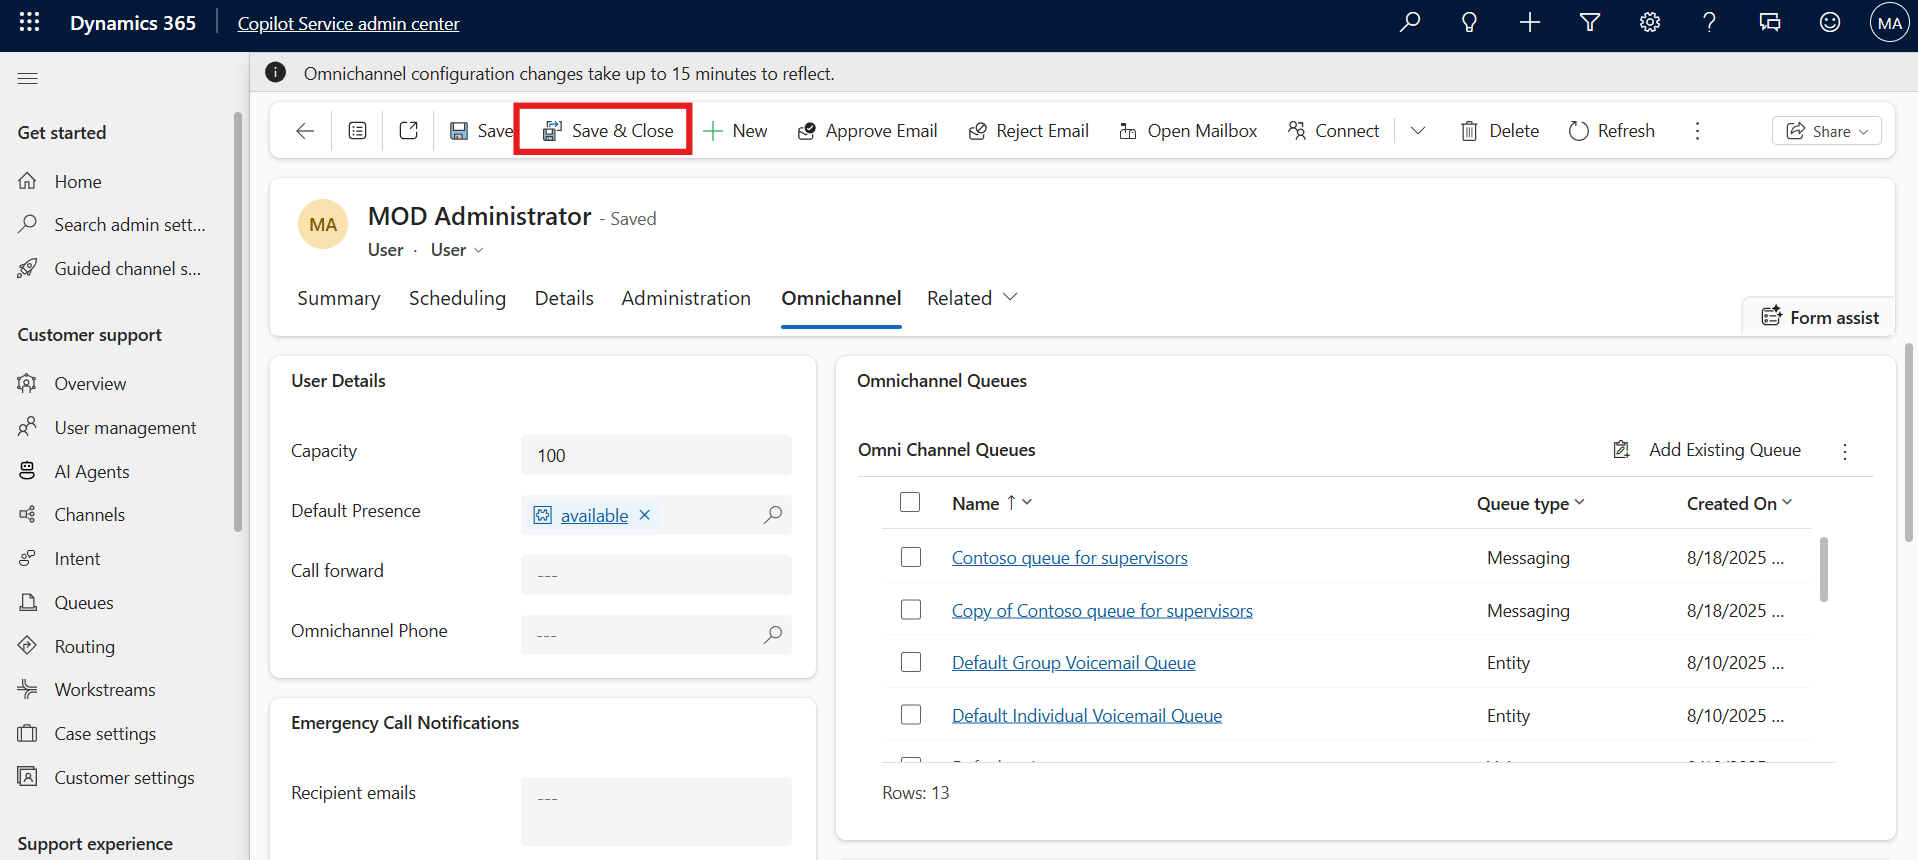 Dynamics 365
Copilot Service admin center
MA
Omnichannel configuration changes take up to 15 minutes to reflect.
Save
Save & Close
New
Approve Email
Reject Email
Open Mailbox
Connect
Delete
Refresh
Share
Get started
Home
Search admin sett...
Guided channel s...
Customer support
Overview
User management
AI Agents
Channels
Intent
Queues
Routing
Workstreams
Case settings
Customer settings
Support experience
MA
MOD Administrator - Saved
User · User
Summary
Scheduling
Details
Administration
Omnichannel
Related
Form assist
User Details
Capacity
100
Default Presence
available
Call forward
---
Omnichannel Phone
---
Emergency Call Notifications
Recipient emails
---
Omnichannel Queues
Omni Channel Queues
Add Existing Queue
Name ↑ Queue type Created On
Contoso queue for supervisors Messaging 8/18/2025 ...
Copy of Contoso queue for supervisors Messaging 8/18/2025 ...
Default Group Voicemail Queue Entity 8/10/2025 ...
Default Individual Voicemail Queue Entity 8/10/2025 ...
Rows: 13